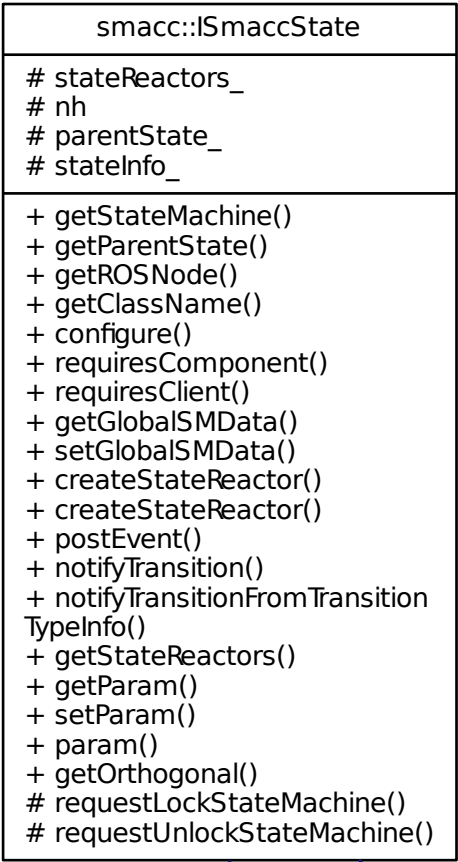 smacc::ISmaccState
# stateReactors_
# nh
# parentState_
# stateInfo_
+ getStateMachine()
+ getParentState()
+ getROSNode()
+ getClassName()
+ configure()
+ requiresComponent()
+ requiresClient()
+ getGlobalSMData()
+ setGlobalSMData()
+ createStateReactor()
+ createStateReactor()
+ postEvent()
+ notifyTransition()
+ notifyTransitionFromTransition
TypeInfo()
+ getStateReactors()
+ getParam()
+ setParam()
+ param()
+ getOrthogonal()
# requestLockStateMachine()
# requestUnlockStateMachine()